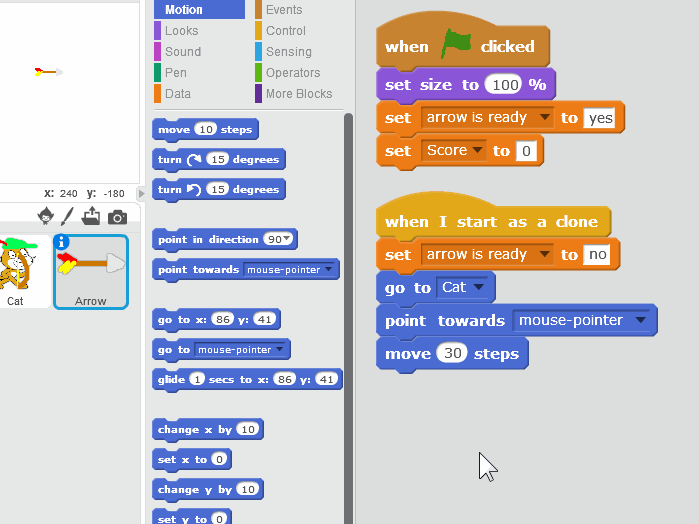 Motion Events
Looks Control
Sound Sensing
Pen Operators
Data More Blocks
x: 240 y: -180
i
Cat Arrow
move 10 steps
turn 15 degrees
turn 15 degrees
point in direction 90
point towards mouse-pointer
go to x: 86 y: 41
go to mouse-pointer
glide 1 secs to x: 86 y: 41
change x by 10
set x to 0
change y by 10
set y to 0
when clicked
set size to 100 %
set arrow is ready to yes
set Score to 0
when I start as a clone
set arrow is ready to no
go to Cat
point towards mouse-pointer
move 30 steps